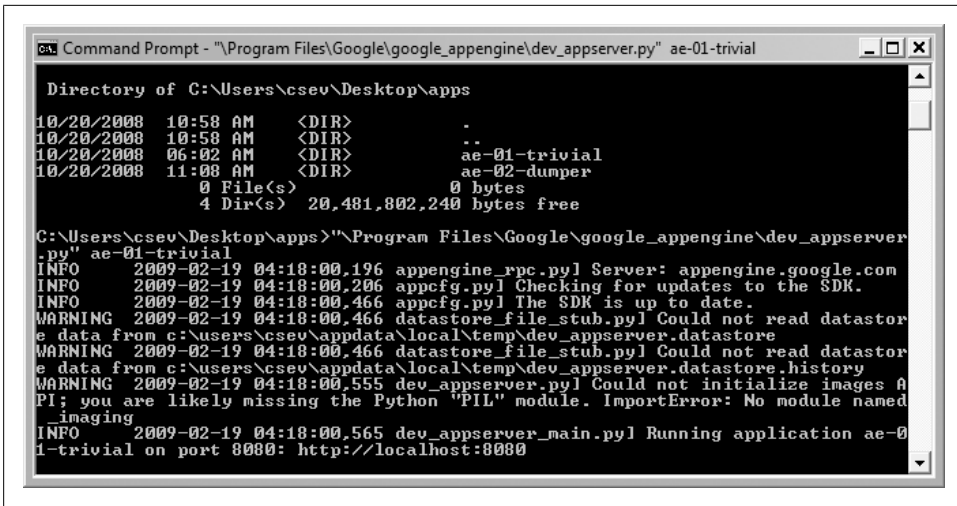 Command Prompt - "\Program Files\Google\google_appengine\dev_appserver.py" ae-01-trivial
Directory of C:\Users\csev\Desktop\apps
10/20/2008  10:58 AM    <DIR>          .
10/20/2008  10:58 AM    <DIR>          ..
10/20/2008  06:02 AM    <DIR>          ae-01-trivial
10/20/2008  11:08 AM    <DIR>          ae-02-dumper
0 File(s)              0 bytes
4 Dir(s)  20,481,802,240 bytes free
C:\Users\csev\Desktop\apps>"\Program Files\Google\google_appengine\dev_appserver
.py" ae-01-trivial
INFO     2009-02-19 04:18:00,196 appengine_rpc.py] Server: appengine.google.com
INFO     2009-02-19 04:18:00,206 appcfg.py] Checking for updates to the SDK.
INFO     2009-02-19 04:18:00,466 appcfg.py] The SDK is up to date.
WARNING  2009-02-19 04:18:00,466 datastore_file_stub.py] Could not read datastor
e data from c:\users\csev\appdata\local\temp\dev_appserver.datastore
WARNING  2009-02-19 04:18:00,466 datastore_file_stub.py] Could not read datastor
e data from c:\users\csev\appdata\local\temp\dev_appserver.datastore.history
WARNING  2009-02-19 04:18:00,555 dev_appserver.py] Could not initialize images A
PI; you are likely missing the Python "PIL" module. ImportError: No module named
_imaging
INFO     2009-02-19 04:18:00,565 dev_appserver_main.py] Running application ae-0
1-trivial on port 8080: http://localhost:8080